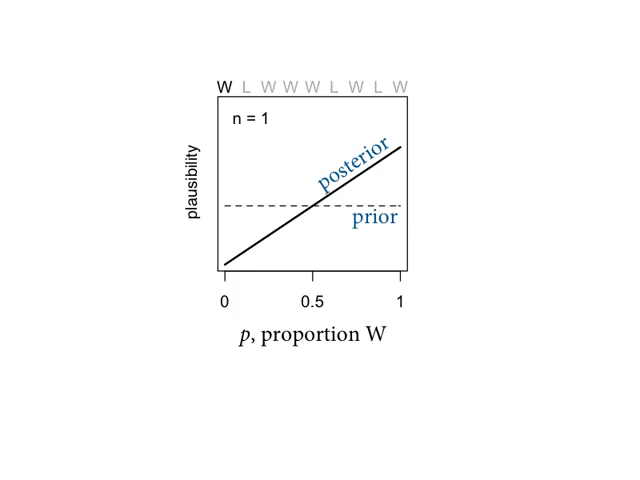 W L W W W L W L W
n = 1
plausibility
posterior
prior
0 0.5 1
p, proportion W